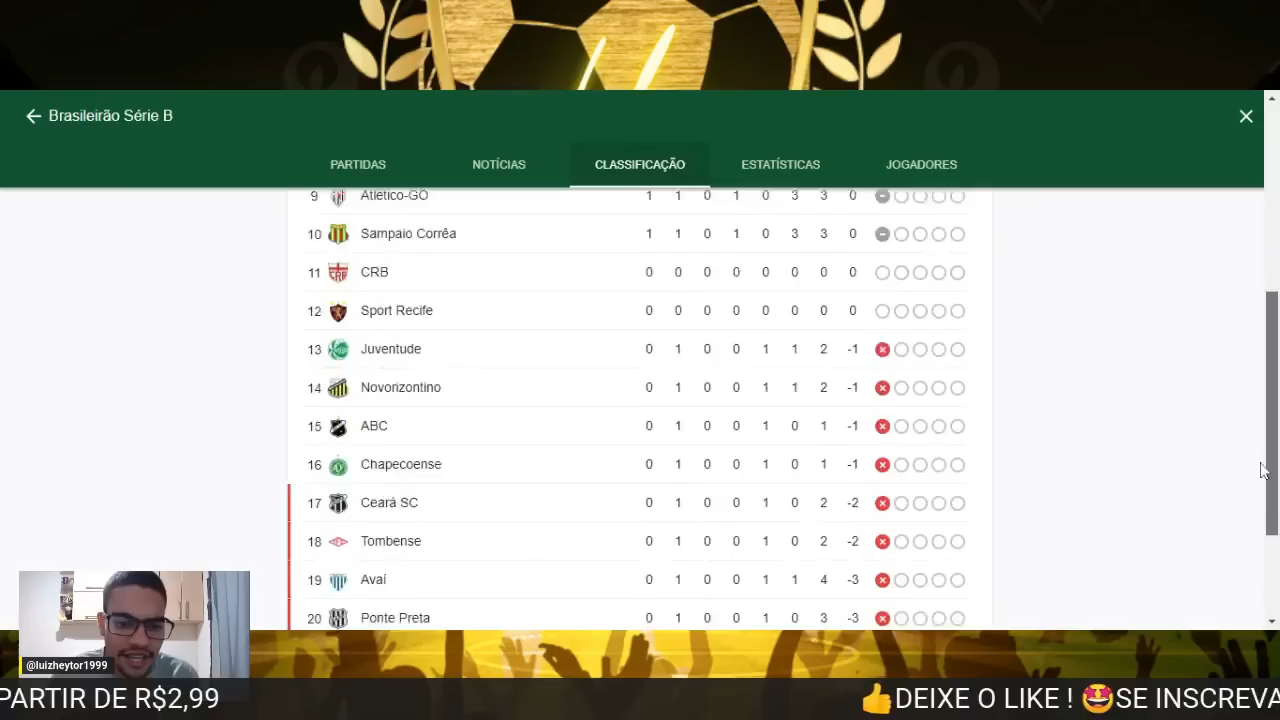 Brasileirão Série B
PARTIDAS NOTÍCIAS CLASSIFICAÇÃO ESTATÍSTICAS JOGADORES
9 Atlético-GO 1 1 0 1 0 3 3 0
10 Sampaio Corrêa 1 1 0 1 0 3 3 0
11 CRB 0 0 0 0 0 0 0 0
12 Sport Recife 0 0 0 0 0 0 0 0
13 Juventude 0 1 0 0 1 1 2 -1
14 Novorizontino 0 1 0 0 1 1 2 -1
15 ABC 0 1 0 0 1 0 1 -1
16 Chapecoense 0 1 0 0 1 0 1 -1
17 Ceará SC 0 1 0 0 1 0 2 -2
18 Tombense 0 1 0 0 1 0 2 -2
19 Avaí 0 1 0 0 1 1 4 -3
20 Ponte Preta 0 1 0 0 1 0 3 -3
@luizheytor1999
PARTIR DE R$2,99 👍DEIXE O LIKE ! 🤩SE INSCREVA